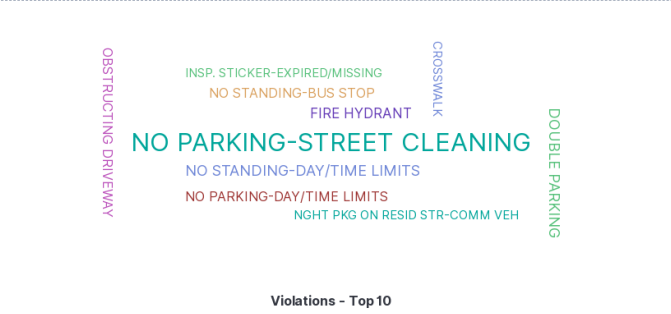 OBSTRUCTING DRIVEWAY
CROSSWALK
INSP. STICKER-EXPIRED/MISSING
NO STANDING-BUS STOP
FIRE HYDRANT
DOUBLE PARKING
NO PARKING-STREET CLEANING
NO STANDING-DAY/TIME LIMITS
NO PARKING-DAY/TIME LIMITS
NGHT PKG ON RESID STR-COMM VEH
Violations - Top 10